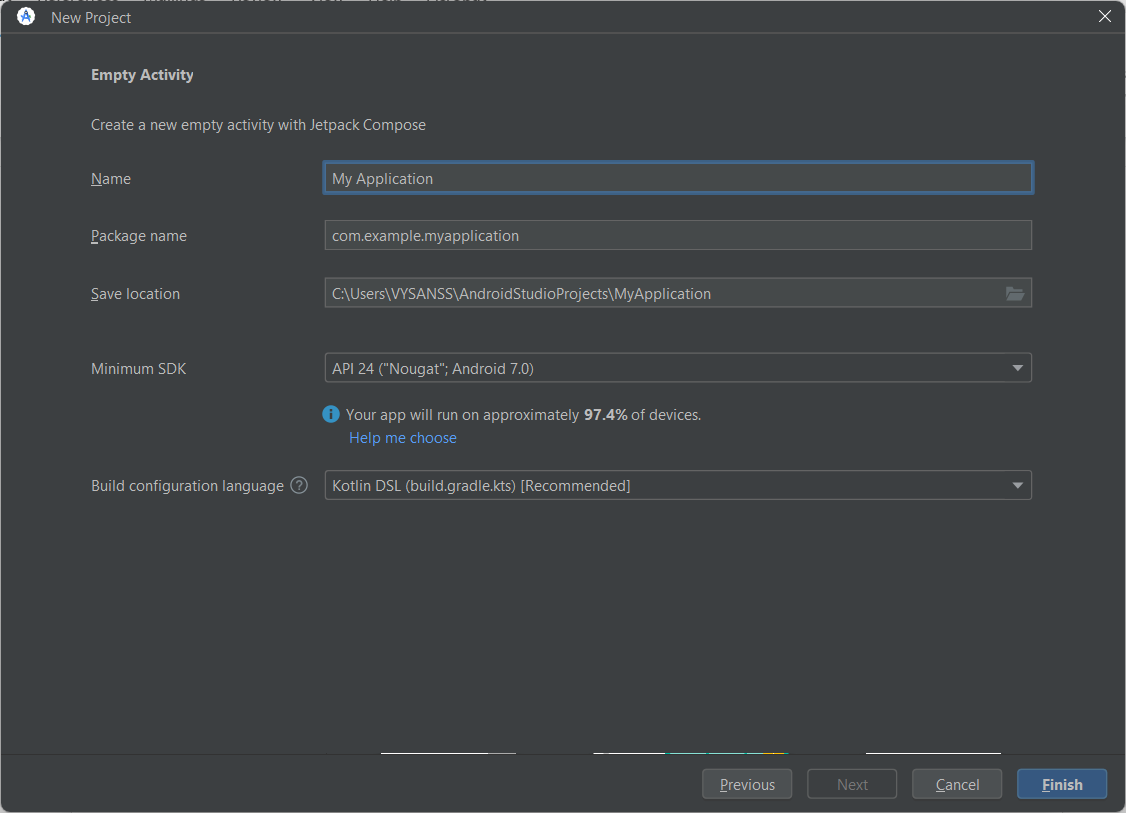 New Project
Empty Activity
Create a new empty activity with Jetpack Compose
Name My Application
Package name com.example.myapplication
Save location C:\Users\VYSANSS\AndroidStudioProjects\MyApplication
Minimum SDK API 24 ("Nougat"; Android 7.0)
Your app will run on approximately 97.4% of devices.
Help me choose
Build configuration language ? Kotlin DSL (build.gradle.kts) [Recommended]
Previous Next Cancel Finish